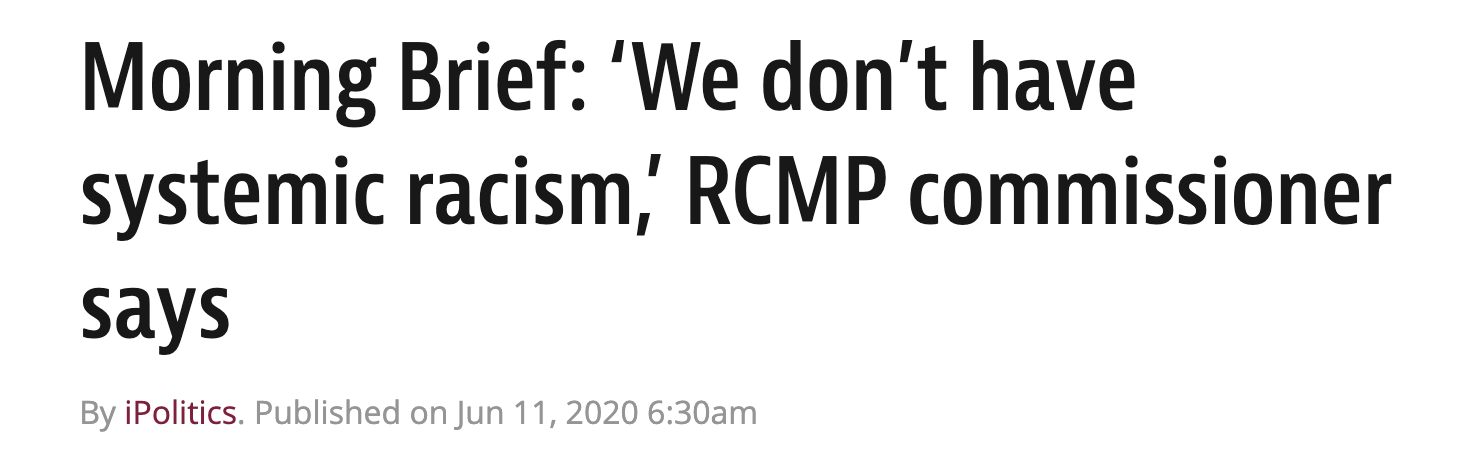 Morning Brief: ‘We don’t have
systemic racism,’ RCMP commissioner
says
By iPolitics. Published on Jun 11, 2020 6:30am